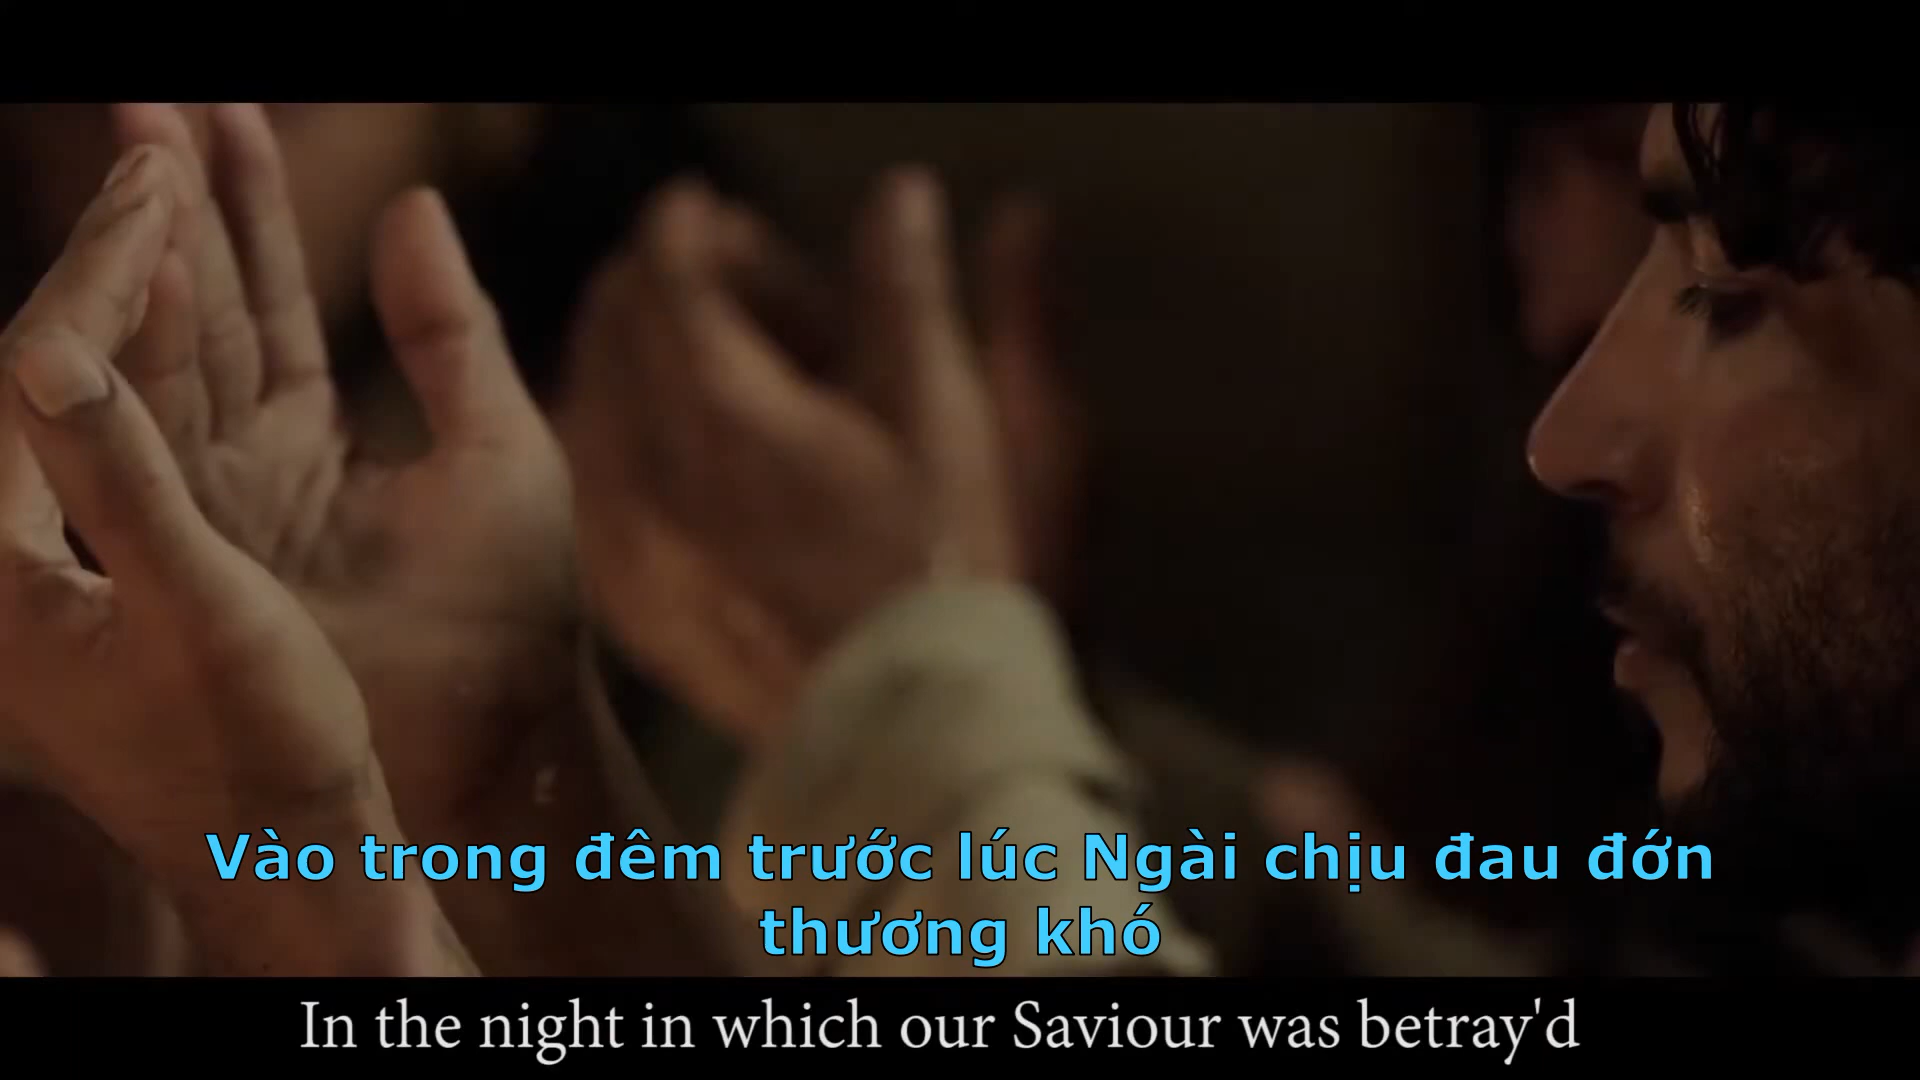 Vào trong đêm trước lúc Ngài chịu đau đớn
thương khó
In the night in which our Saviour was betray'd